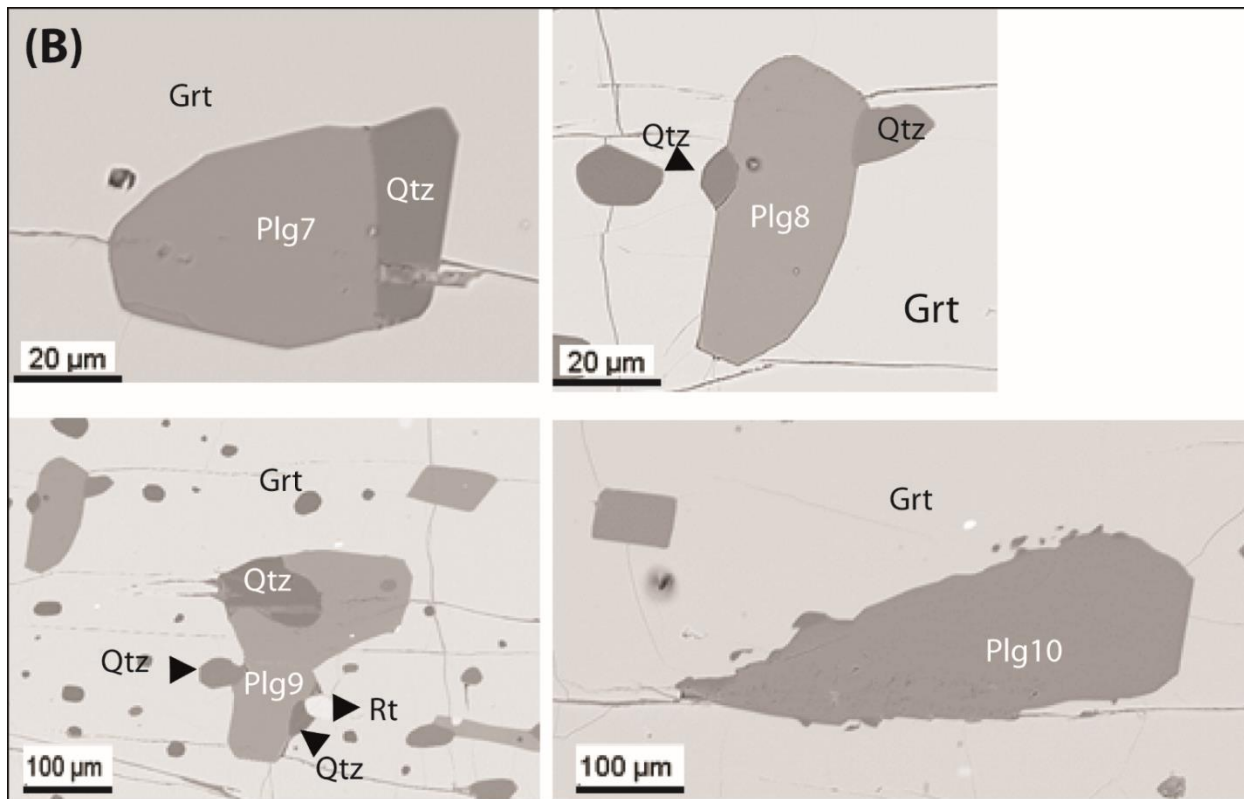 (B)
Grt
Plg7
Qtz
20 µm
Qtz
Qtz
Plg8
Grt
20 µm
Grt
Qtz
Qtz
Plg9
Rt
Qtz
100 µm
Grt
Plg10
100 µm